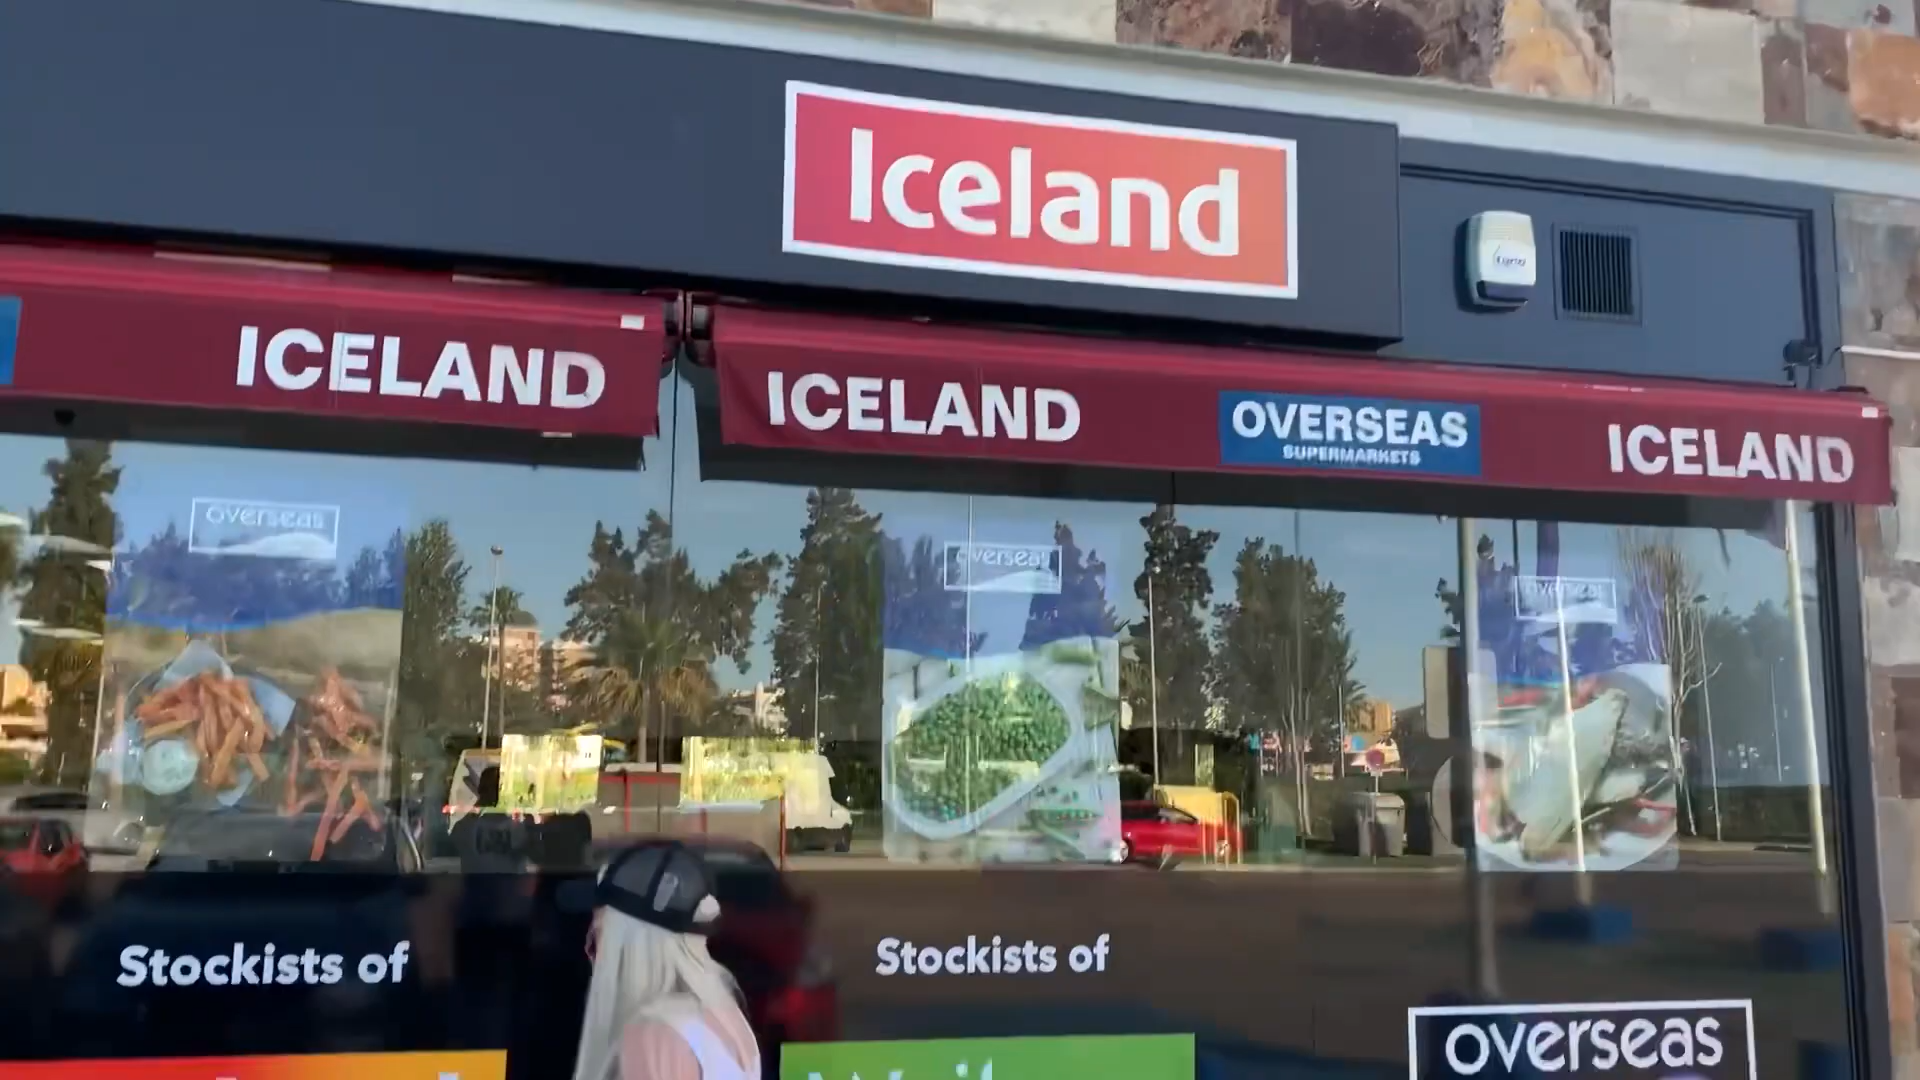 Iceland
ICELAND
ICELAND
OVERSEAS
SUPERMARKETS
ICELAND
overseas
overseas
overseas
Stockists of
Stockists of
overseas